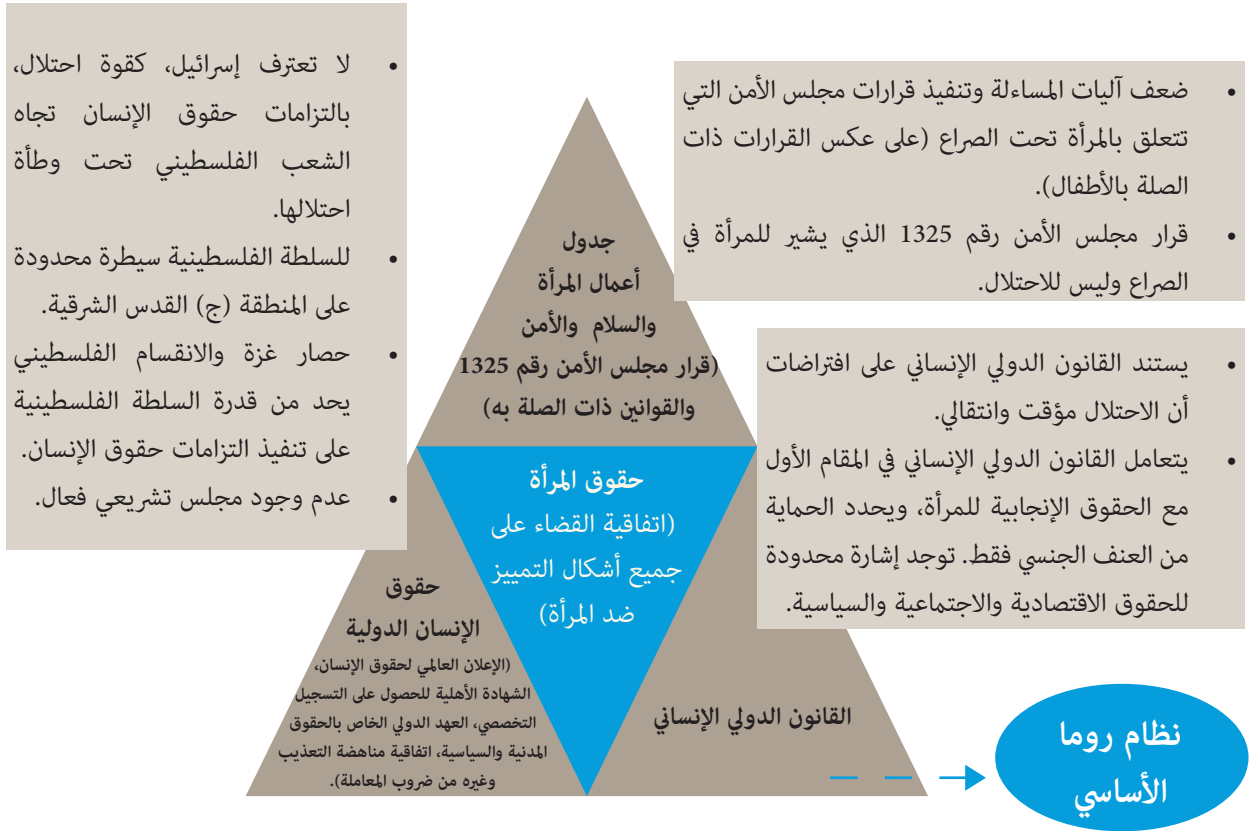 • لا تعترف إسرائيل، كقوة احتلال،
بالتزامات حقوق الإنسان تجاه
الشعب الفلسطيني تحت وطأة
احتلالها.
• للسلطة الفلسطينية سيطرة محدودة
على المنطقة (ج) القدس الشرقية.
• حصار غزة والانقسام الفلسطيني
يحد من قدرة السلطة الفلسطينية
على تنفيذ التزامات حقوق الإنسان.
• عدم وجود مجلس تشريعي فعال.
• ضعف آليات المساءلة وتنفيذ قرارات مجلس الأمن التي
تتعلق بالمرأة تحت الصراع (على عكس القرارات ذات
الصلة بالأطفال).
• قرار مجلس الأمن رقم 1325 الذي يشير للمرأة في
الصراع وليس للاحتلال.
• يستند القانون الدولي الإنساني على افتراضات
أن الاحتلال مؤقت وانتقالي.
• يتعامل القانون الدولي الإنساني في المقام الأول
مع الحقوق الإنجابية للمرأة، ويحدد الحماية
من العنف الجنسي فقط. توجد إشارة محدودة
للحقوق الاقتصادية والاجتماعية والسياسية.
جدول
أعمال المرأة
والسلام والأمن
(قرار مجلس الأمن رقم 1325
والقوانين ذات الصلة به)
حقوق المرأة
(اتفاقية القضاء على
جميع أشكال التمييز
ضد المرأة)
حقوق
الإنسان الدولية
(الإعلان العالمي لحقوق الإنسان،
الشهادة الأهلية للحصول على التسجيل
التخصصي، العهد الدولي الخاص بالحقوق
المدنية والسياسية، اتفاقية مناهضة التعذيب
وغيره من ضروب المعاملة).
القانون الدولي الإنساني
نظام روما
الأساسي